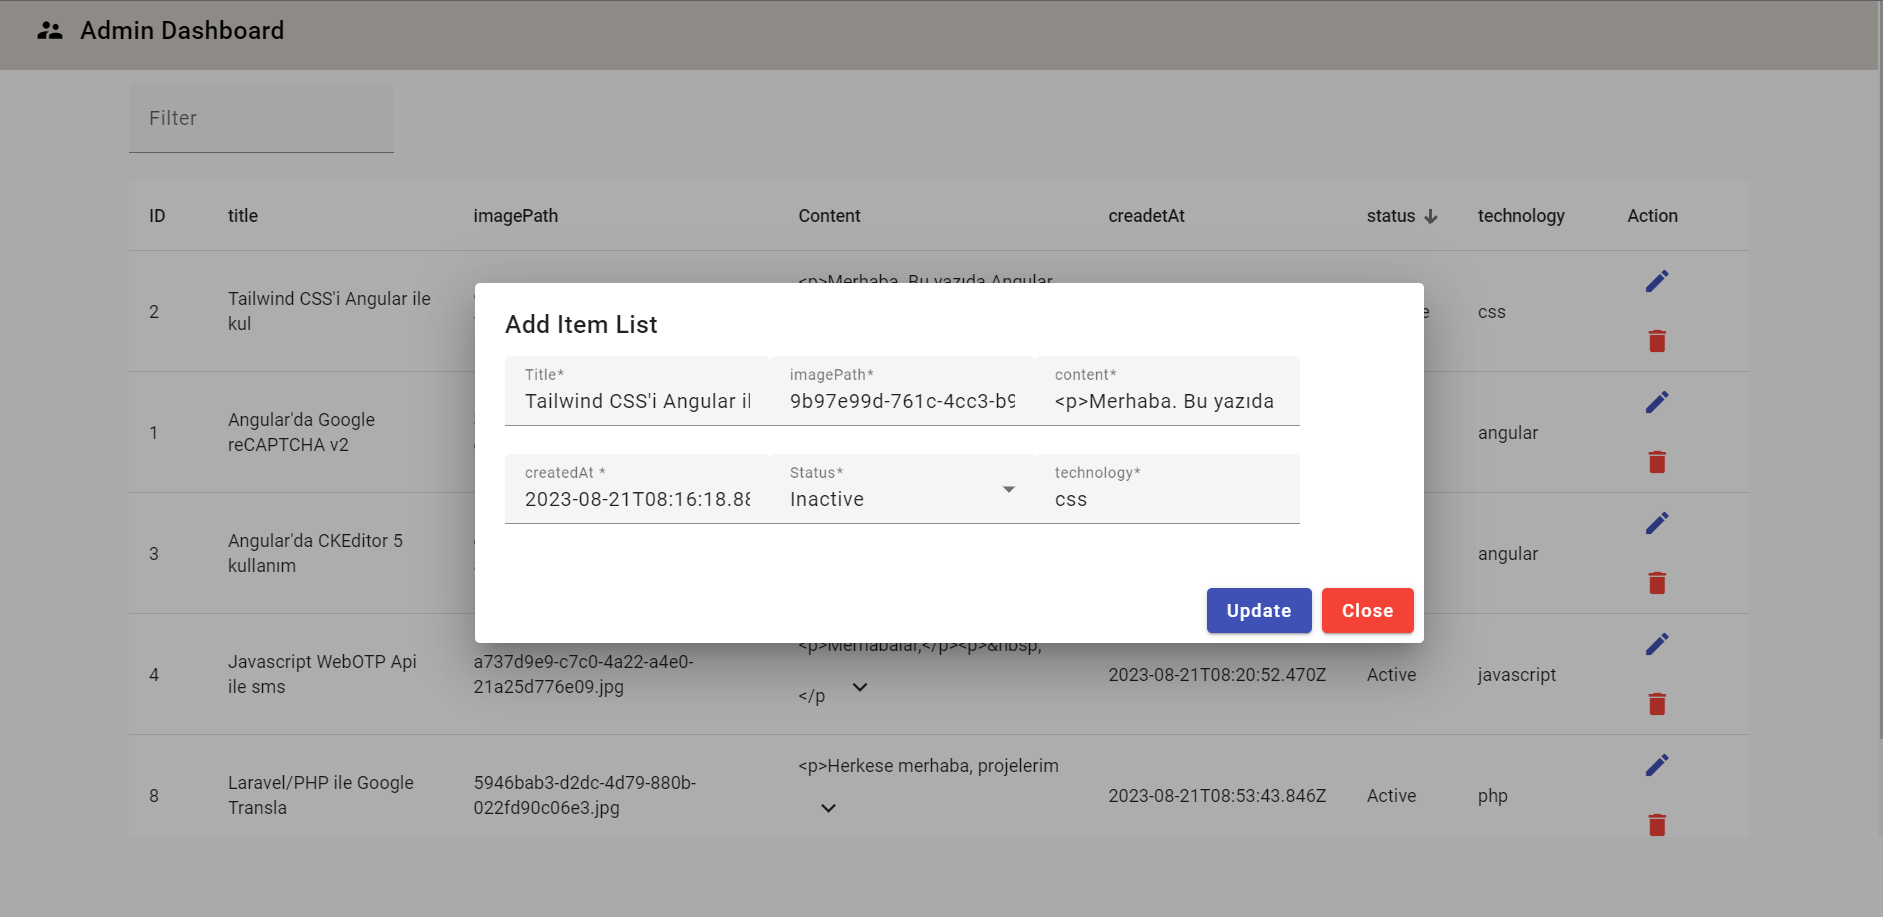 Admin Dashboard
Filter
ID title imagePath Content creadetAt status technology Action
<p>Merhaba. Bu yazıda Angular
2 Tailwind CSS'i Angular ile css
kul
1 Angular'da Google angular
reCAPTCHA v2
3 Angular'da CKEditor 5 angular
kullanım
Add Item List
Title* imagePath* content*
Tailwind CSS'i Angular il 9b97e99d-761c-4cc3-b9 <p>Merhaba. Bu yazıda
createdAt * Status* technology*
2023-08-21T08:16:18.88 Inactive css
Update Close
<p>Merhabalar,</p><p>&nbsp;
4 Javascript WebOTP Api a737d9e9-c7c0-4a22-a4e0- 2023-08-21T08:20:52.470Z Active javascript
ile sms 21a25d776e09.jpg </p
<p>Herkese merhaba, projelerim
8 Laravel/PHP ile Google 5946bab3-d2dc-4d79-880b- 2023-08-21T08:53:43.846Z Active php
Transla 022fd90c06e3.jpg